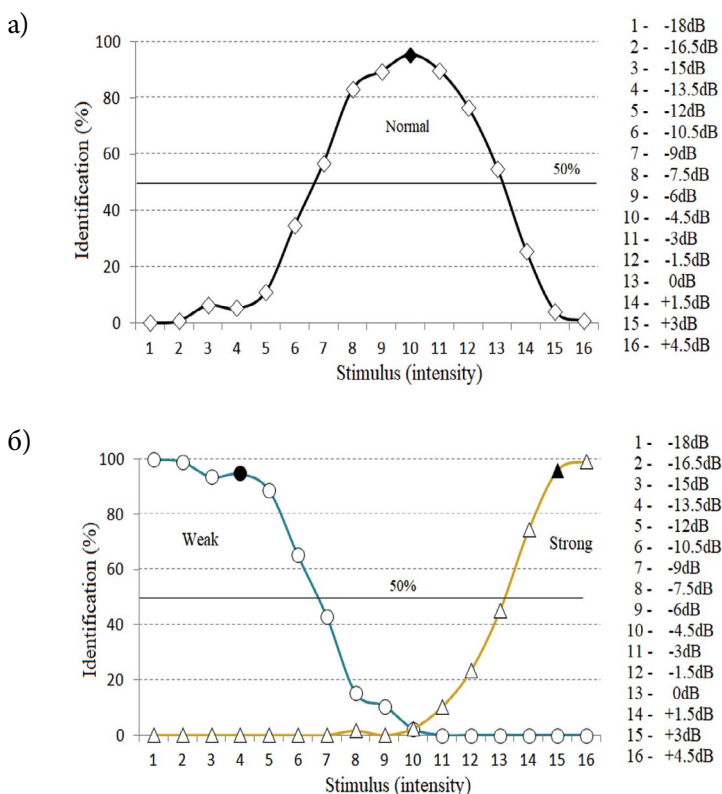 а)
100
80
60
40
20
0
Identification (%)
Normal
50%
1 2 3 4 5 6 7 8 9 10 11 12 13 14 15 16
Stimulus (intensity)
1 - -18dB
2 - -16.5dB
3 - -15dB
4 - -13.5dB
5 - -12dB
6 - -10.5dB
7 - -9dB
8 - -7.5dB
9 - -6dB
10 - -4.5dB
11 - -3dB
12 - -1.5dB
13 - 0dB
14 - +1.5dB
15 - +3dB
16 - +4.5dB
б)
100
80
60
40
20
0
Identification (%)
Weak
Strong
50%
1 2 3 4 5 6 7 8 9 10 11 12 13 14 15 16
Stimulus (intensity)
1 - -18dB
2 - -16.5dB
3 - -15dB
4 - -13.5dB
5 - -12dB
6 - -10.5dB
7 - -9dB
8 - -7.5dB
9 - -6dB
10 - -4.5dB
11 - -3dB
12 - -1.5dB
13 - 0dB
14 - +1.5dB
15 - +3dB
16 - +4.5dB